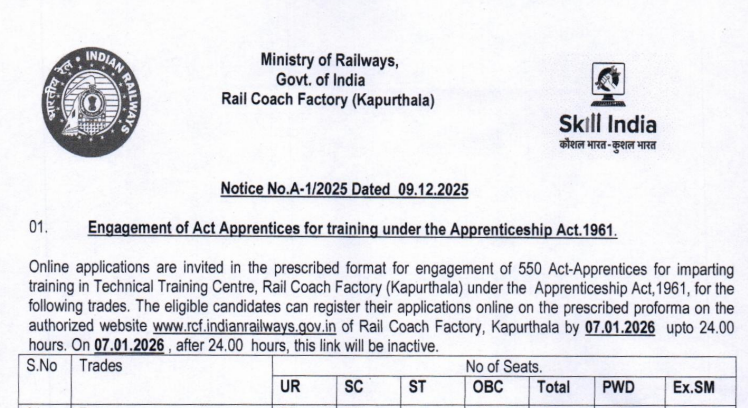 भारतीय रेल • INDIAN RAILWAYS
Ministry of Railways,
Govt. of India
Rail Coach Factory (Kapurthala)
Skill India
कौशल भारत-कुशल भारत
Notice No.A-1/2025 Dated 09.12.2025
01. Engagement of Act Apprentices for training under the Apprenticeship Act.1961.
Online applications are invited in the prescribed format for engagement of 550 Act-Apprentices for imparting
training in Technical Training Centre, Rail Coach Factory (Kapurthala) under the Apprenticeship Act,1961, for the
following trades. The eligible candidates can register their applications online on the prescribed proforma on the
authorized website www.rcf.indianrailways.gov.in of Rail Coach Factory, Kapurthala by 07.01.2026 upto 24.00
hours. On 07.01.2026 , after 24.00 hours, this link will be inactive.
S.No Trades No of Seats.
UR SC ST OBC Total PWD Ex.SM